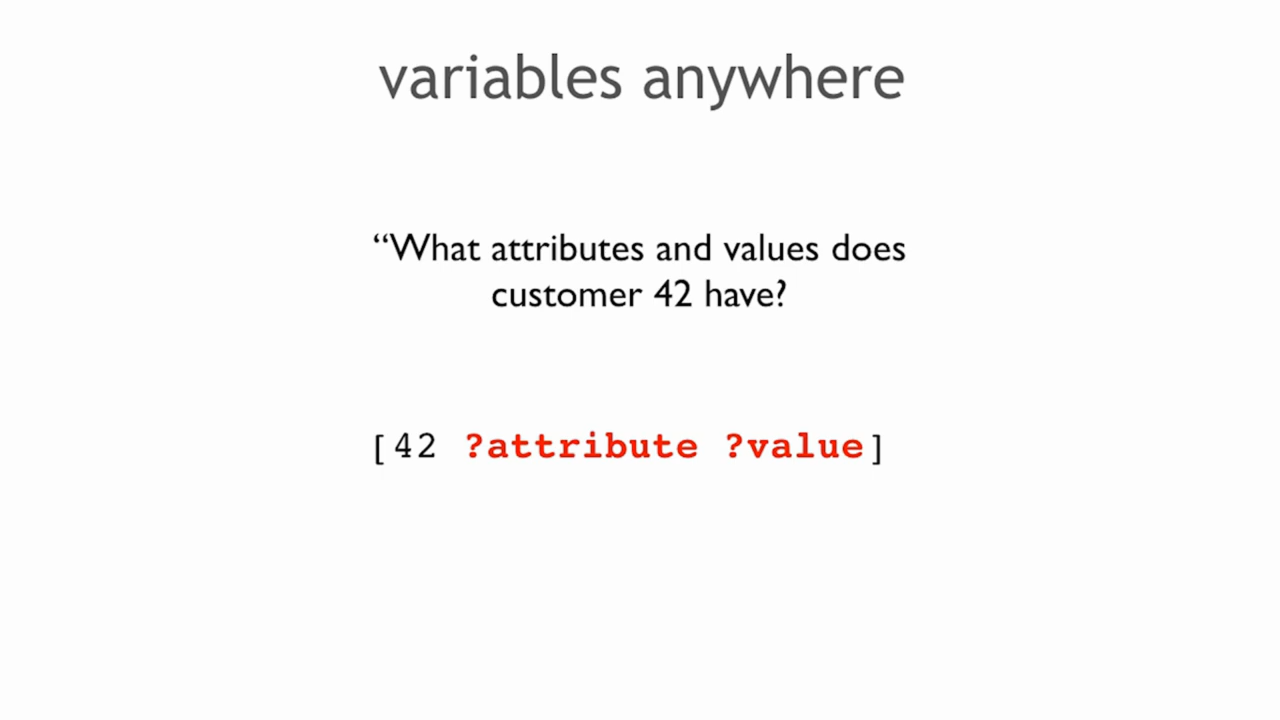 variables anywhere
“What attributes and values does
customer 42 have?
[42 ?attribute ?value]